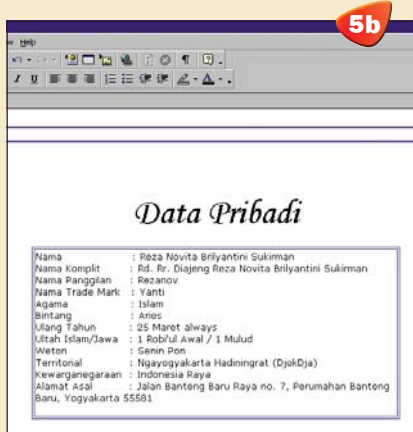 5b
Help
Data Pribadi
Nama : Reza Novita Brilyantini Sukirman
Nama Komplit : Rd. Rr. Diajeng Reza Novita Brilyantini Sukirman
Nama Panggilan : Rezanov
Nama Trade Mark : Yanti
Agama : Islam
Bintang : Aries
Ulang Tahun : 25 Maret always
Ultah Islam/Jawa : 1 Robi'ul Awal / 1 Mulud
Weton : Senin Pon
Territorial : Ngayogyakarta Hadiningrat (DjokDja)
Kewarganegaraan : Indonesia Raya
Alamat Asal : Jalan Banteng Baru Raya no. 7, Perumahan Banteng
Baru, Yogyakarta 55581